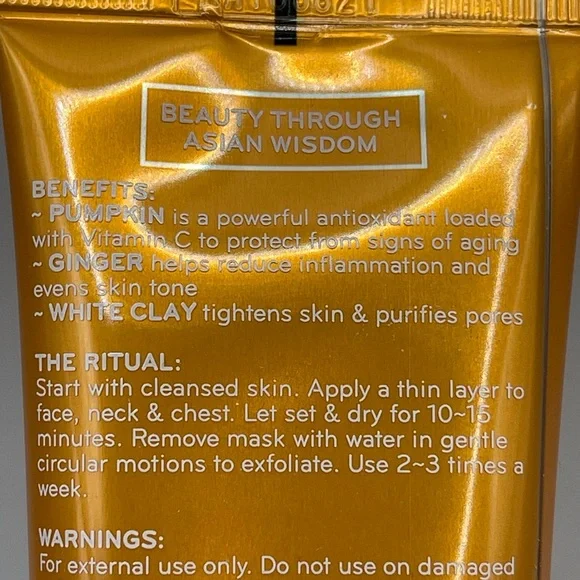 BEAUTY THROUGH
ASIAN WISDOM
BENEFITS:
~ PUMPKIN is a powerful antioxidant loaded
with Vitamin C to protect from signs of aging
~ GINGER helps reduce inflammation and
evens skin tone
~ WHITE CLAY tightens skin & purifies pores
THE RITUAL:
Start with cleansed skin. Apply a thin layer to
face, neck & chest. Let set & dry for 10~15
minutes. Remove mask with water in gentle
circular motions to exfoliate. Use 2~3 times a
week.
WARNINGS:
For external use only. Do not use on damaged